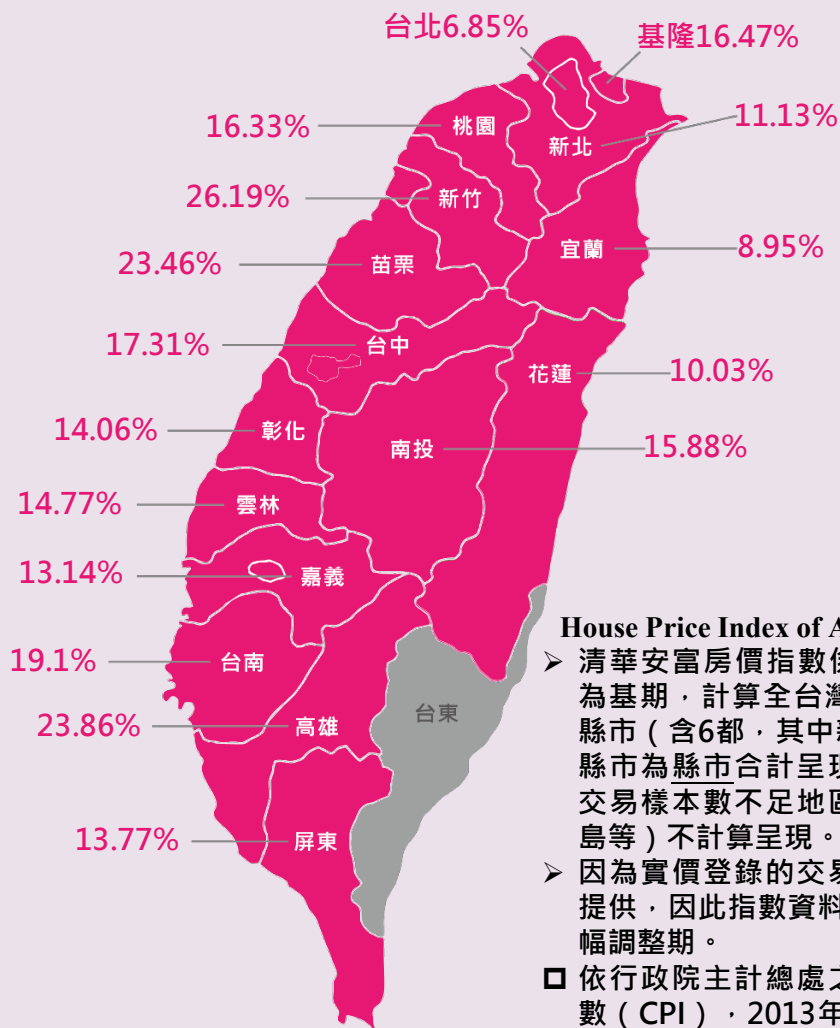 台北6.85%
基隆16.47%
16.33%
桃園
11.13%
新北
26.19%
新竹
宜蘭
8.95%
23.46%
苗栗
17.31%
台中
花蓮
10.03%
14.06%
彰化
南投
15.88%
14.77%
雲林
13.14%
嘉義
19.1%
台南
23.86%
高雄
台東
13.77%
屏東
House Price Index of
➢ 清華安富房價指數
為基期，計算全台灣
縣市（含6都，其中
縣市為縣市合計呈現
交易樣本數不足地區
島等）不計算呈現。
➢ 因為實價登錄的交易
提供，因此指數資料
幅調整期。
❑ 依行政院主計總處之
數（CPI），2013年